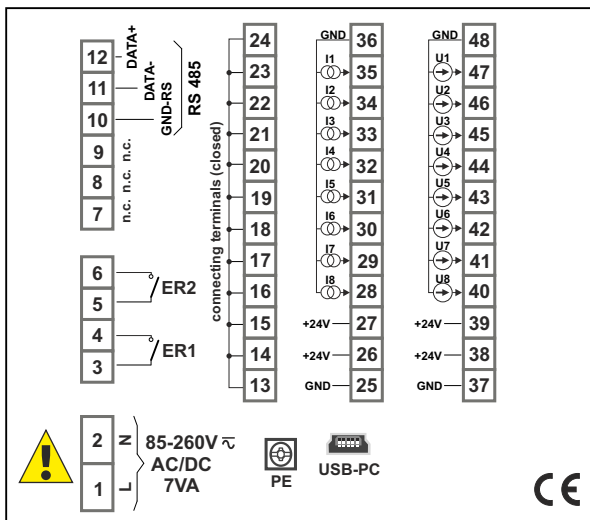 12 DATA+
11 DATA-
10 GND-RS
RS 485
9 n.c.
8 n.c.
7 n.c.
6
5
ER2
4
3
ER1
2 N
1 L
85-260V
AC/DC
7VA
connecting terminals (closed)
24
23
22
21
20
19
18
17
16
15
14
13
GND 36
I1 35
I2 34
I3 33
I4 32
I5 31
I6 30
I7 29
I8 28
+24V 27
+24V 26
GND 25
GND 48
U1 47
U2 46
U3 45
U4 44
U5 43
U6 42
U7 41
U8 40
+24V 39
+24V 38
GND 37
PE
USB-PC
CE